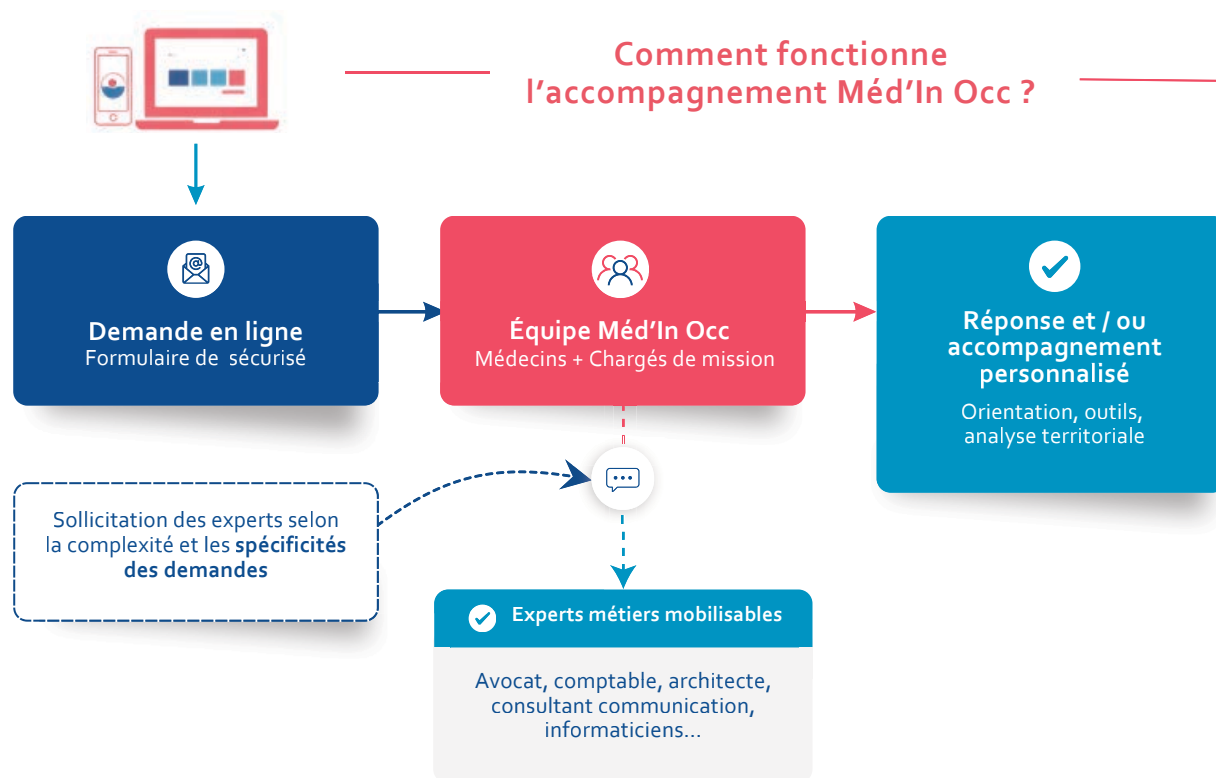 Comment fonctionne
l'accompagnement Méd'In Occ ?
Demande en ligne
Formulaire de sécurisé
Équipe Méd'In Occ
Médecins + Chargés de mission
Réponse et / ou
accompagnement
personnalisé
Orientation, outils,
analyse territoriale
Sollicitation des experts selon
la complexité et les spécificités
des demandes
Experts métiers mobilisables
Avocat, comptable, architecte,
consultant communication,
informaticiens...